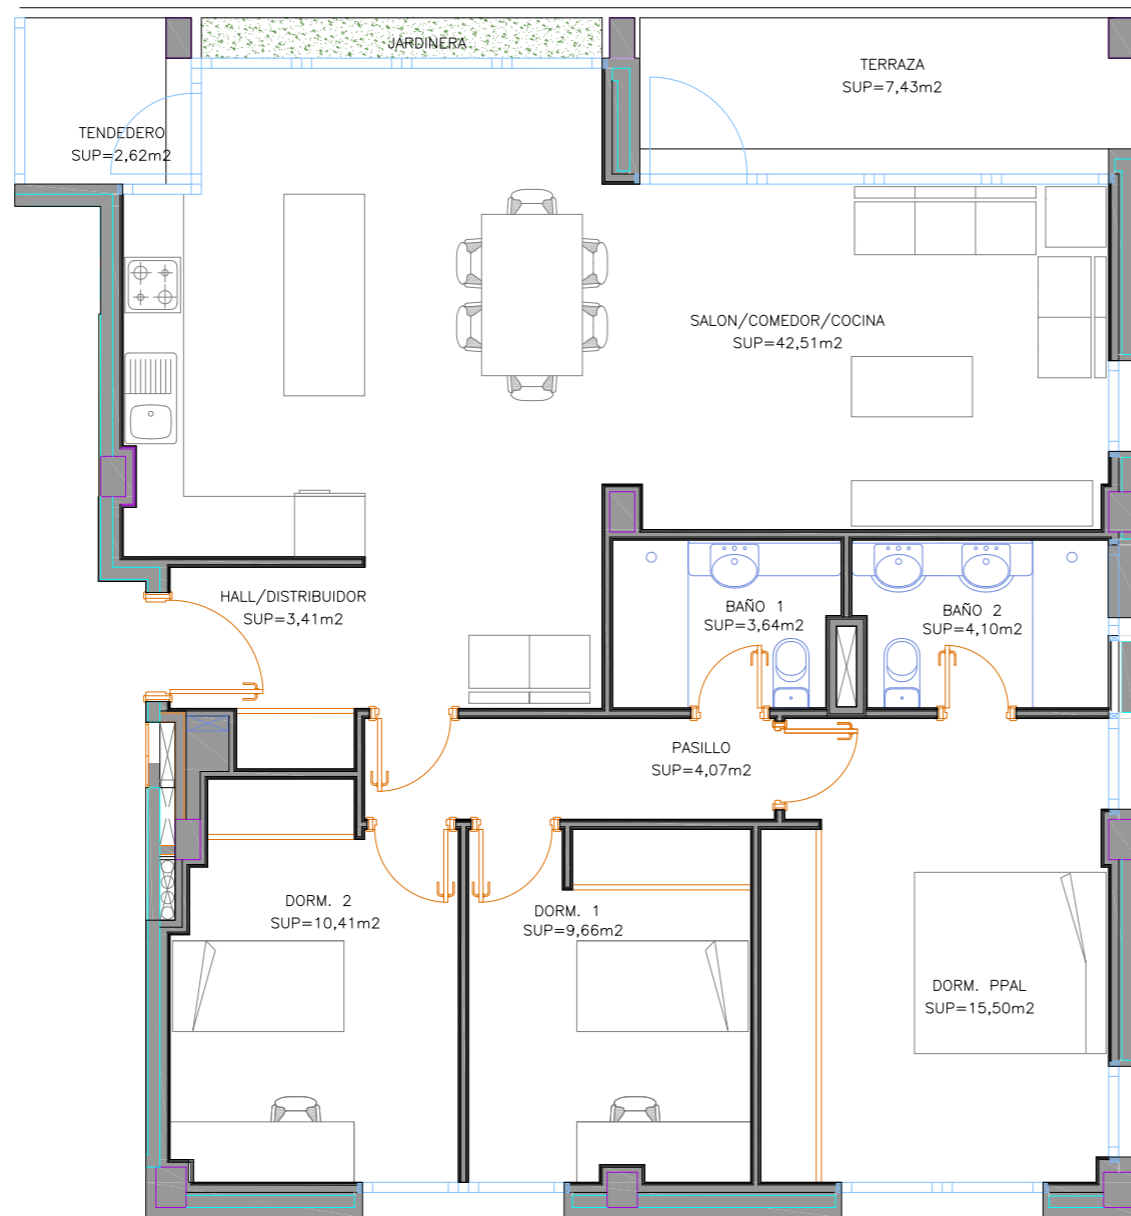 JARDINERA
TERRAZA
SUP=7,43m2
TENDEDERO
SUP=2,62m2
SALON/COMEDOR/COCINA
SUP=42,51m2
HALL/DISTRIBUIDOR
SUP=3,41m2
BAÑO 1
SUP=3,64m2
BAÑO 2
SUP=4,10m2
PASILLO
SUP=4,07m2
DORM. 2
SUP=10,41m2
DORM. 1
SUP=9,66m2
DORM. PPAL
SUP=15,50m2